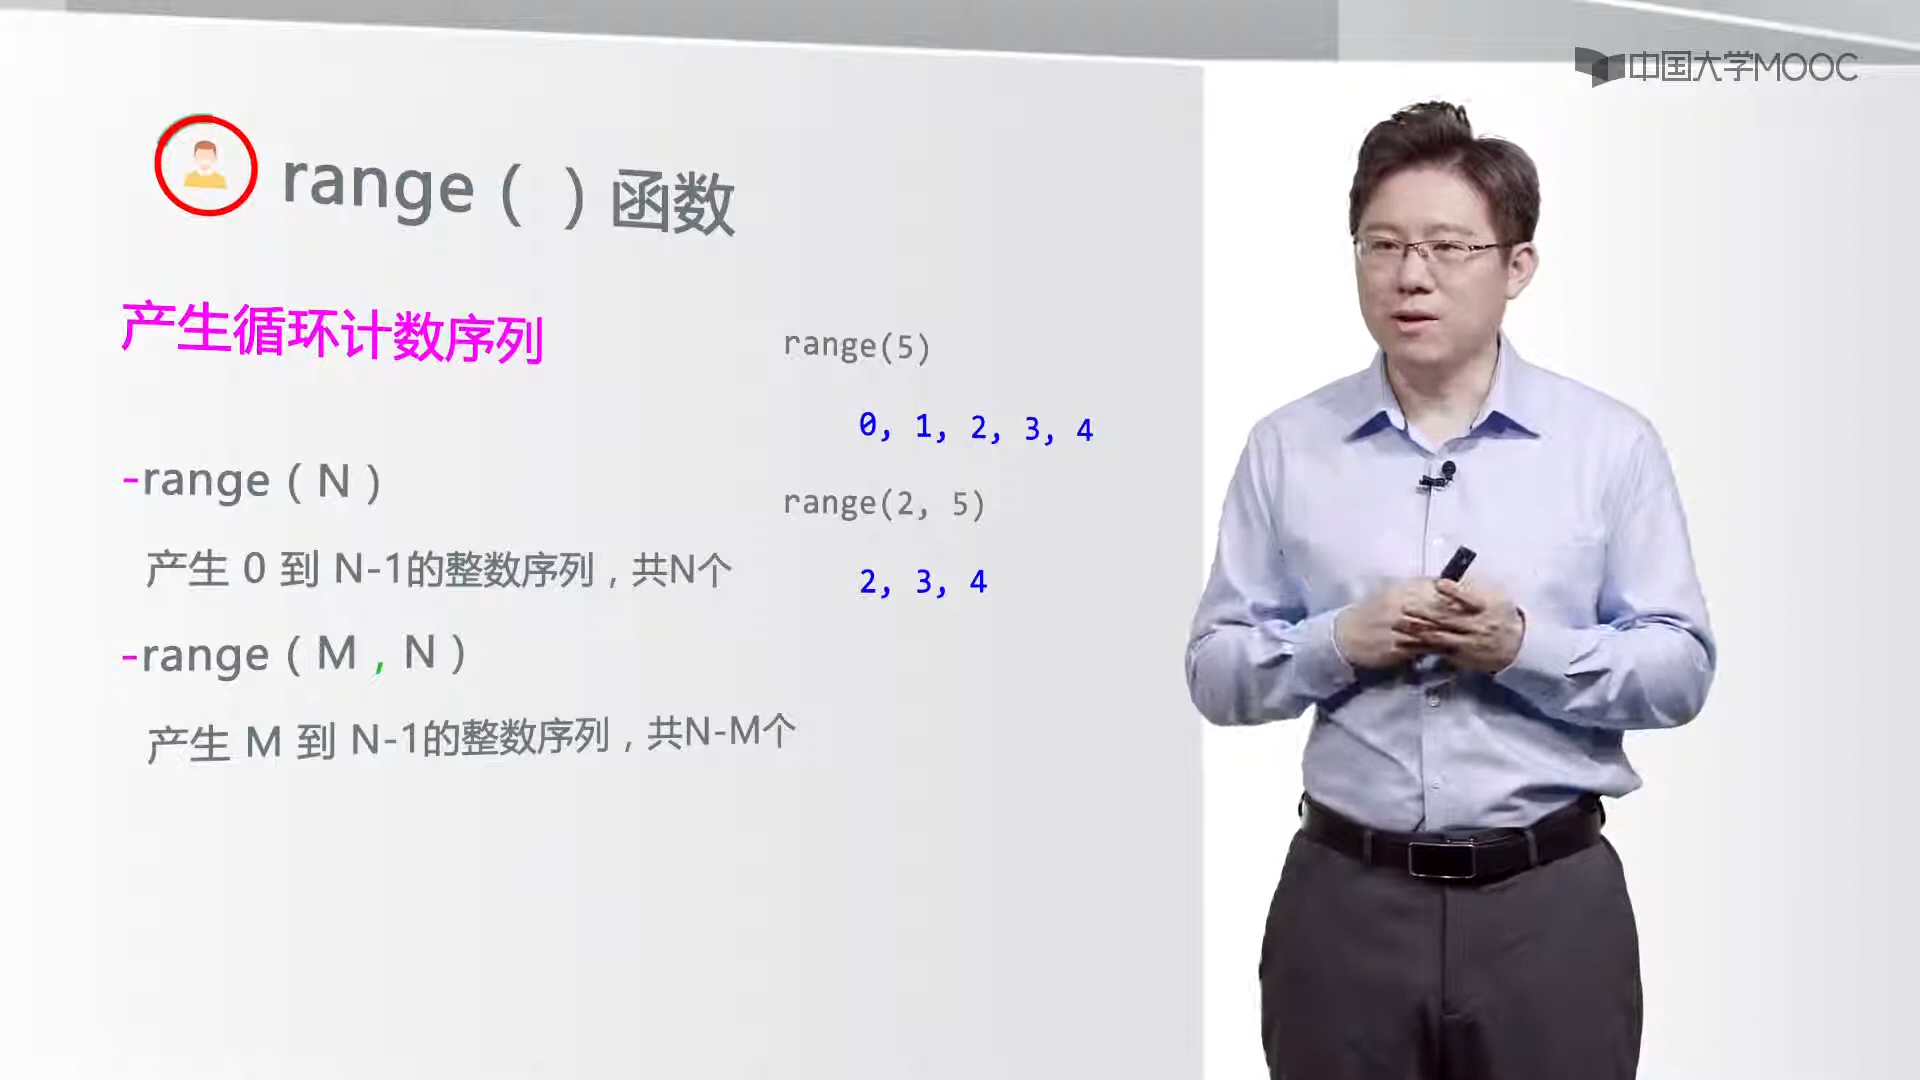 中国大学MOOC
range（ ）函数
产生循环计数序列
-range（N）
产生 0 到 N-1的整数序列，共N个
-range（M，N）
产生 M 到 N-1的整数序列，共N-M个
range(5)
0, 1, 2, 3, 4
range(2, 5)
2, 3, 4